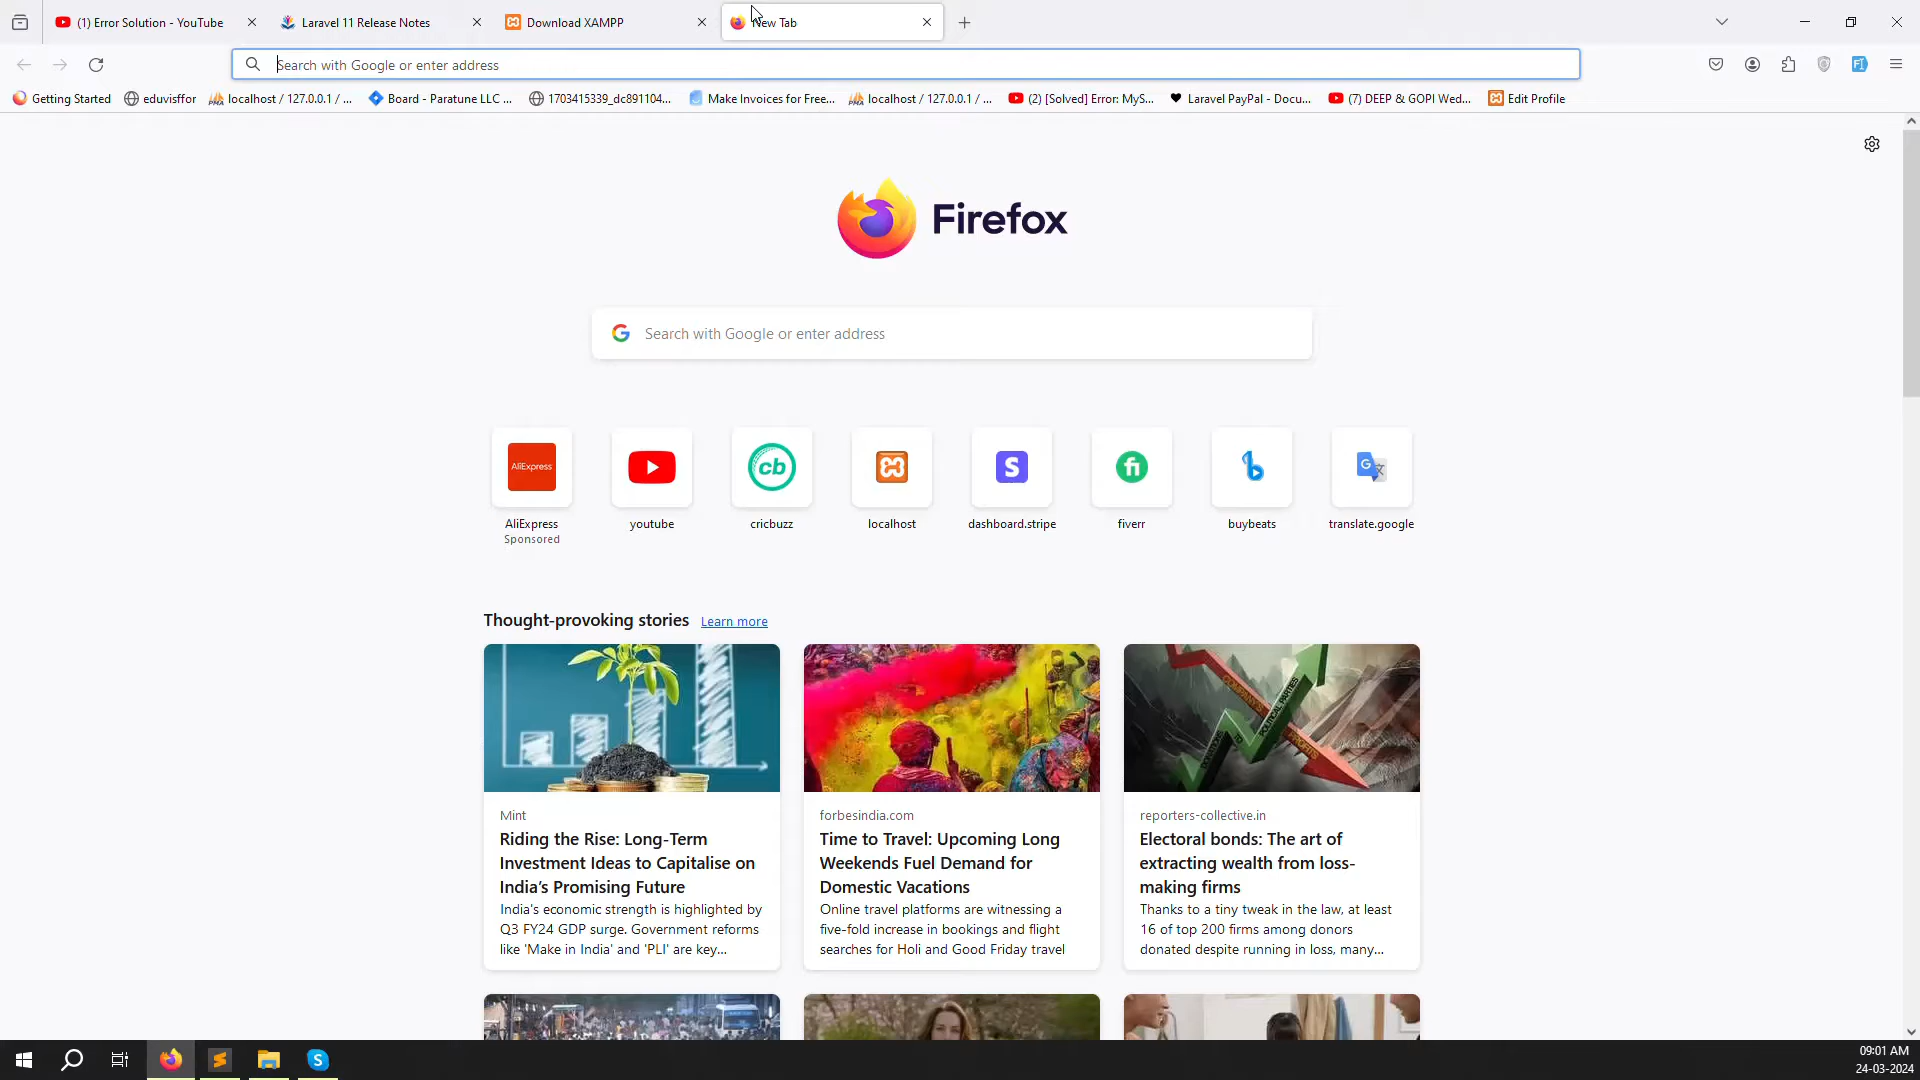 (1) Error Solution - YouTube
Laravel 11 Release Notes
Download XAMPP
New Tab
Search with Google or enter address
Getting Started
eduvisffor
localhost / 127.0.0.1 / ...
Board - Paratune LLC ...
1703415339_dc891104...
Make Invoices for Free...
localhost / 127.0.0.1 / ...
(2) [Solved] Error: MyS...
Laravel PayPal - Docu...
(7) DEEP & GOPI Wed...
Edit Profile
Firefox
Search with Google or enter address
AliExpress
cb
S
fi
AliExpress
Sponsored
youtube
cricbuzz
localhost
dashboard.stripe
fiverr
buybeats
translate.google
Thought-provoking stories Learn more
COMPANY
POLITICAL PARTIES
PROFITS
Mint
Riding the Rise: Long-Term
Investment Ideas to Capitalise on
India's Promising Future
India's economic strength is highlighted by
Q3 FY24 GDP surge. Government reforms
like 'Make in India' and 'PLI' are key...
forbesindia.com
Time to Travel: Upcoming Long
Weekends Fuel Demand for
Domestic Vacations
Online travel platforms are witnessing a
five-fold increase in bookings and flight
searches for Holi and Good Friday travel
reporters-collective.in
Electoral bonds: The art of
extracting wealth from loss-
making firms
Thanks to a tiny tweak in the law, at least
16 of top 200 firms among donors
donated despite running in loss, many...
09:01 AM
24-03-2024